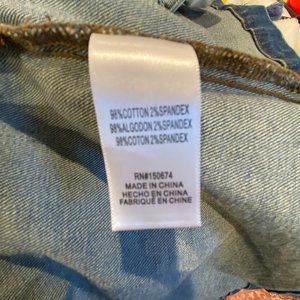 98%COTTON 2%SPANDEX
98%ALGODON 2%SPANDEX
98%COTON 2%SPANDEX
RN#150674
MADE IN CHINA
HECHO EN CHINA
FABRIQUÉ EN CHINE